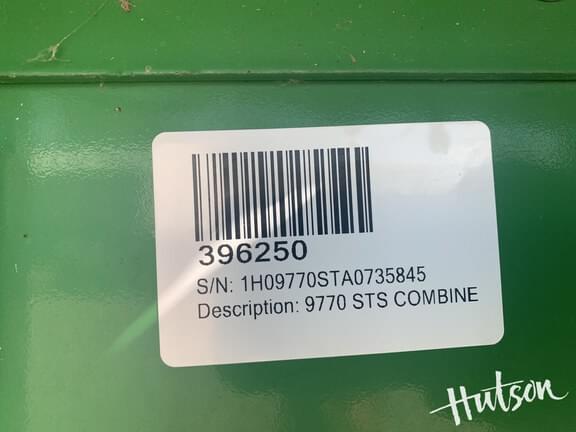 396250
S/N: 1H09770STA0735845
Description: 9770 STS COMBINE
Hutson